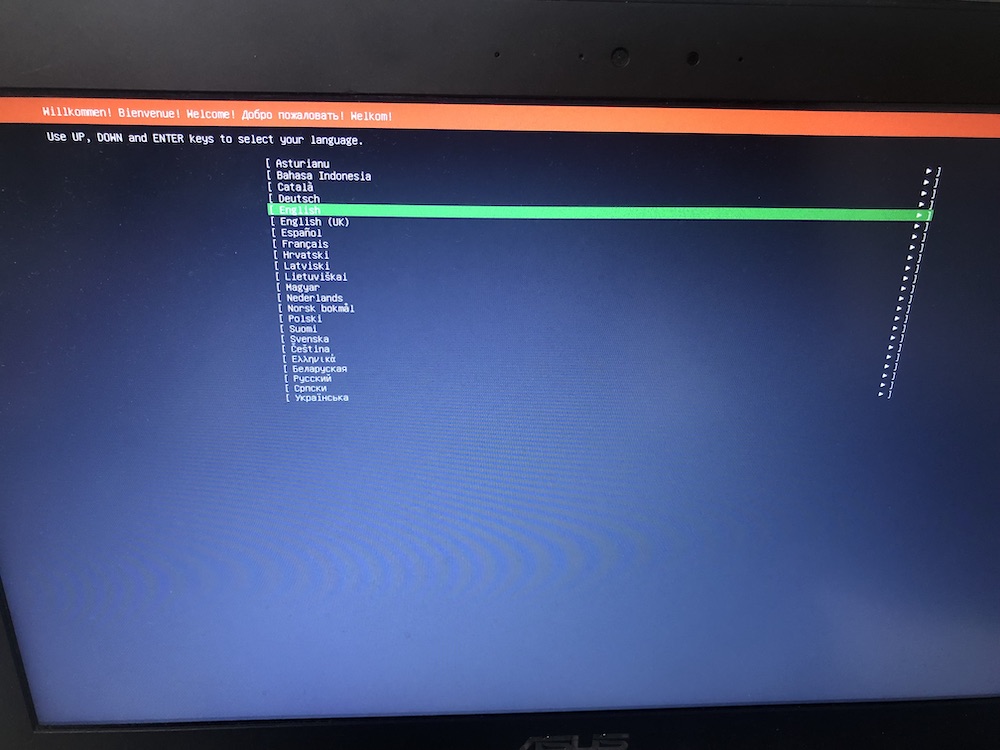 Willkommen! Bienvenue! Welcome! Добро пожаловать! Welkom!
Use UP, DOWN and ENTER keys to select your language.
[ Asturianu ▸ ]
[ Bahasa Indonesia ▸ ]
[ Català ▸ ]
[ Deutsch ▸ ]
[ English ▸ ]
[ English (UK) ▸ ]
[ Español ▸ ]
[ Français ▸ ]
[ Hrvatski ▸ ]
[ Latviski ▸ ]
[ Lietuviškai ▸ ]
[ Magyar ▸ ]
[ Nederlands ▸ ]
[ Norsk bokmål ▸ ]
[ Polski ▸ ]
[ Suomi ▸ ]
[ Svenska ▸ ]
[ Čeština ▸ ]
[ Ελληνικά ▸ ]
[ Беларуская ▸ ]
[ Русский ▸ ]
[ Српски ▸ ]
[ Українська ▸ ]
ASUS